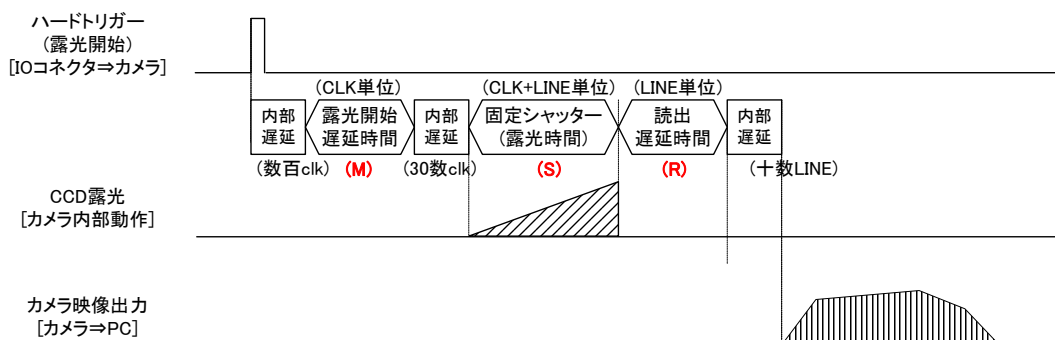 ハードトリガー
(露光開始)
[IOコネクタ⇒カメラ]
(CLK単位)
(CLK+LINE単位)
(LINE単位)
内部
遅延
露光開始
遅延時間
内部
遅延
固定シャッター
(露光時間)
読出
遅延時間
内部
遅延
(数百clk)
(M)
(30数clk)
(S)
(R)
(十数LINE)
CCD露光
[カメラ内部動作]
カメラ映像出力
[カメラ⇒PC]